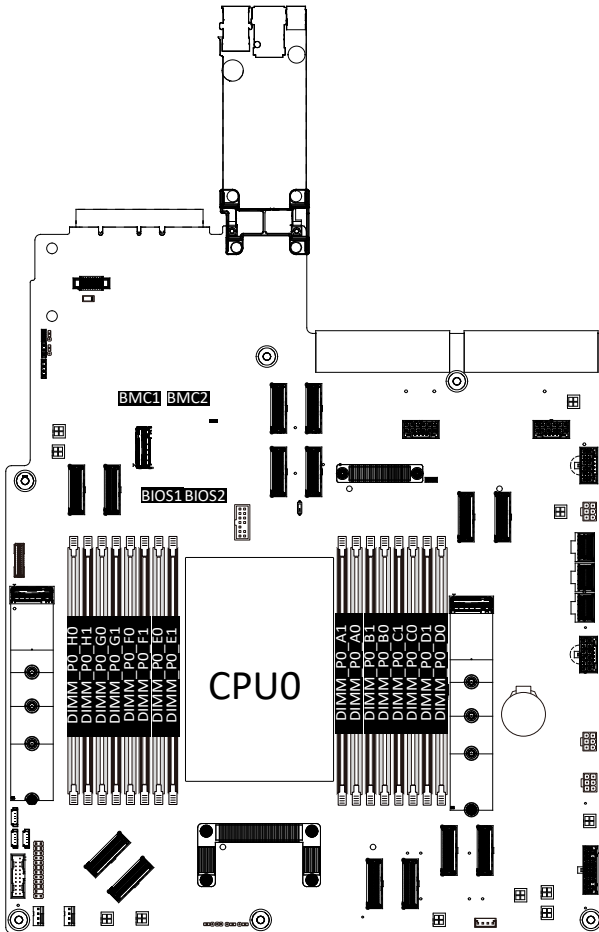 BMC1 BMC2
BIOS1 BIOS2
DIMM_P0_H0
DIMM_P0_H1
DIMM_P0_G0
DIMM_P0_G1
DIMM_P0_F0
DIMM_P0_F1
DIMM_P0_E0
DIMM_P0_E1
CPU0
DIMM_P0_A1
DIMM_P0_A0
DIMM_P0_B1
DIMM_P0_B0
DIMM_P0_C1
DIMM_P0_C0
DIMM_P0_D1
DIMM_P0_D0